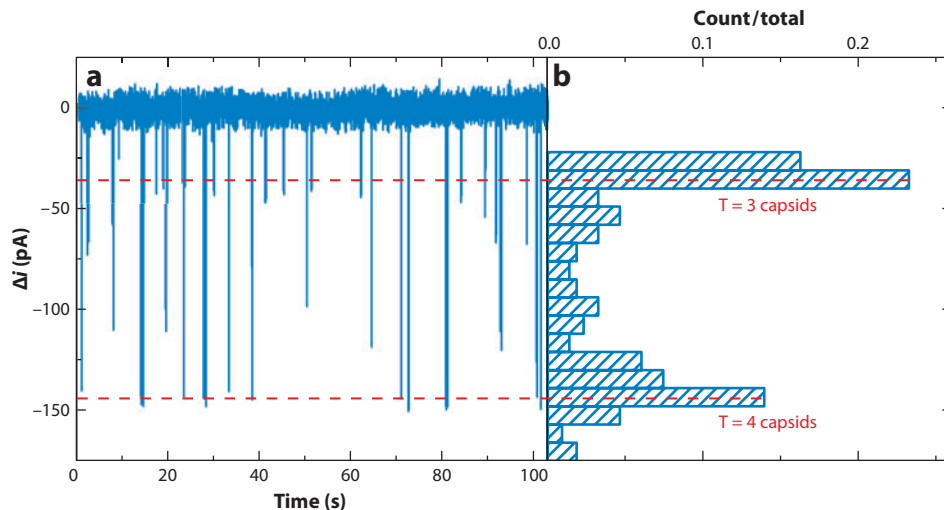 Count/total
0.0 0.1 0.2
a b
0
−50
−100
−150
Δi (pA)
T = 3 capsids
T = 4 capsids
0 20 40 60 80 100
Time (s)